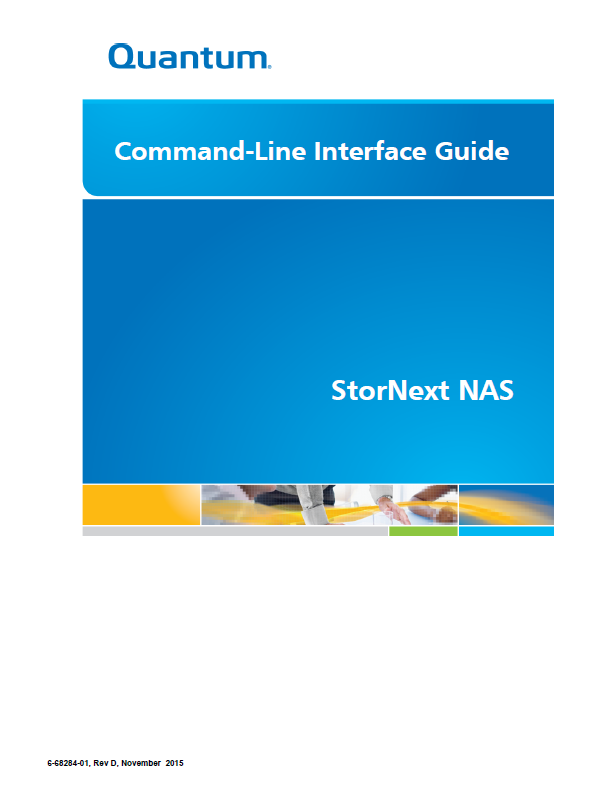 Quantum®
Command-Line Interface Guide
StorNext NAS
6-68284-01, Rev D, November 2015